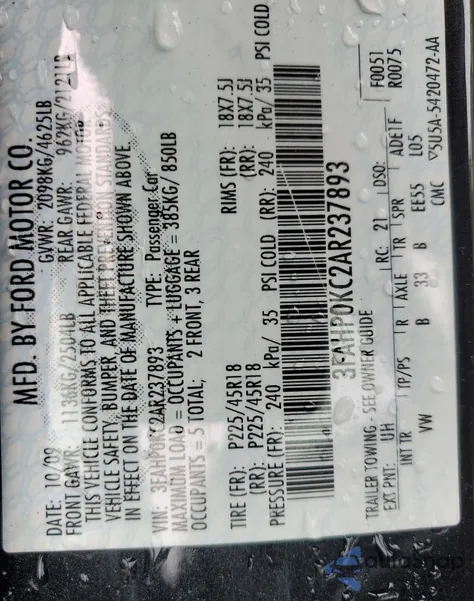 MFD. BY FORD MOTOR CO.
DATE: 10/09 GVWR: 2098KG/4625LB
FRONT GAWR: 1136KG/2504LB REAR GAWR: 962KG/2121LB
THIS VEHICLE CONFORMS TO ALL APPLICABLE FEDERAL MOTOR
VEHICLE SAFETY, BUMPER, AND THEFT PREVENTION STANDARDS
IN EFFECT ON THE DATE OF MANUFACTURE SHOWN ABOVE.
VIN: 3FAHP0KC2AR237893 TYPE: Passenger Car
MAXIMUM LOAD = OCCUPANTS + LUGGAGE = 385KG/ 850LB
OCCUPANTS = 5 TOTAL; 2 FRONT, 3 REAR
TIRE (FR): P225/45R18 RIMS (FR): 18X7.5J
(RR): P225/45R18 (RR): 18X7.5J
PRESSURE (FR): 240 kPa/ 35 PSI COLD (RR): 240 kPa/ 35 PSI COLD
3FAHP0KC2AR237893
TRAILER TOWING - SEE OWNER GUIDE
F0051
EXT PNT: UH RC: 21 DSO: R0075
INT TR TP/PS R AXLE TR SPR ADE1F
VW B 33 B EE55 L05
CMC ▽5U5A-5420472-AA
autosnap